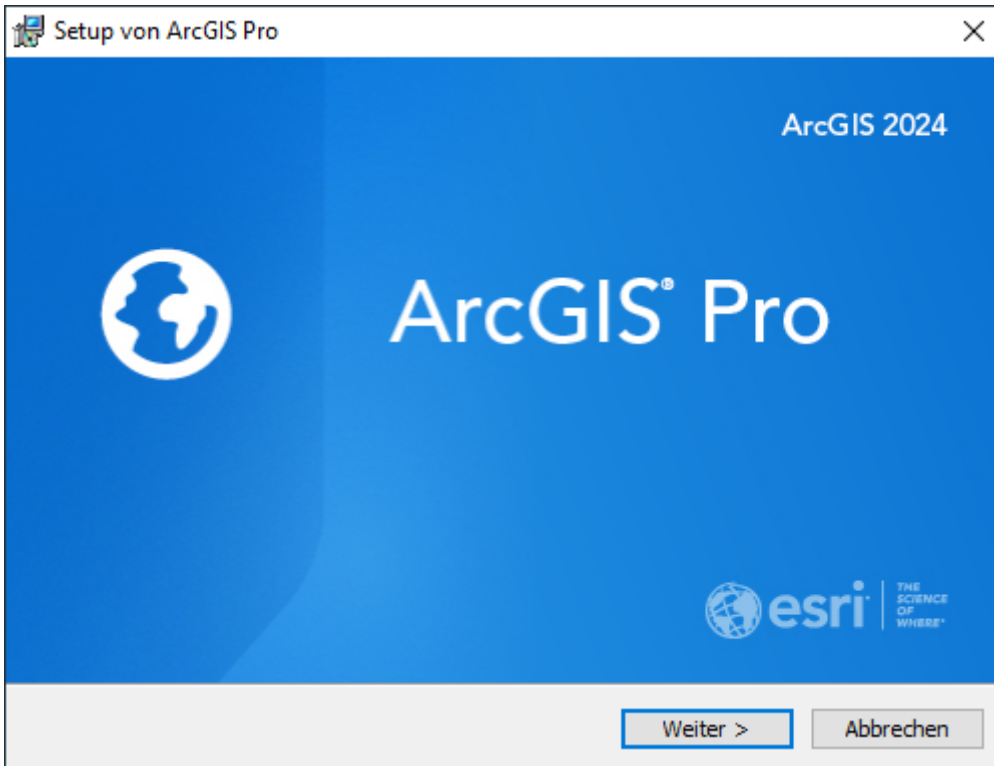 Setup von ArcGIS Pro
ArcGIS 2024
ArcGIS® Pro
esri
THE
SCIENCE
OF
WHERE®
Weiter >
Abbrechen